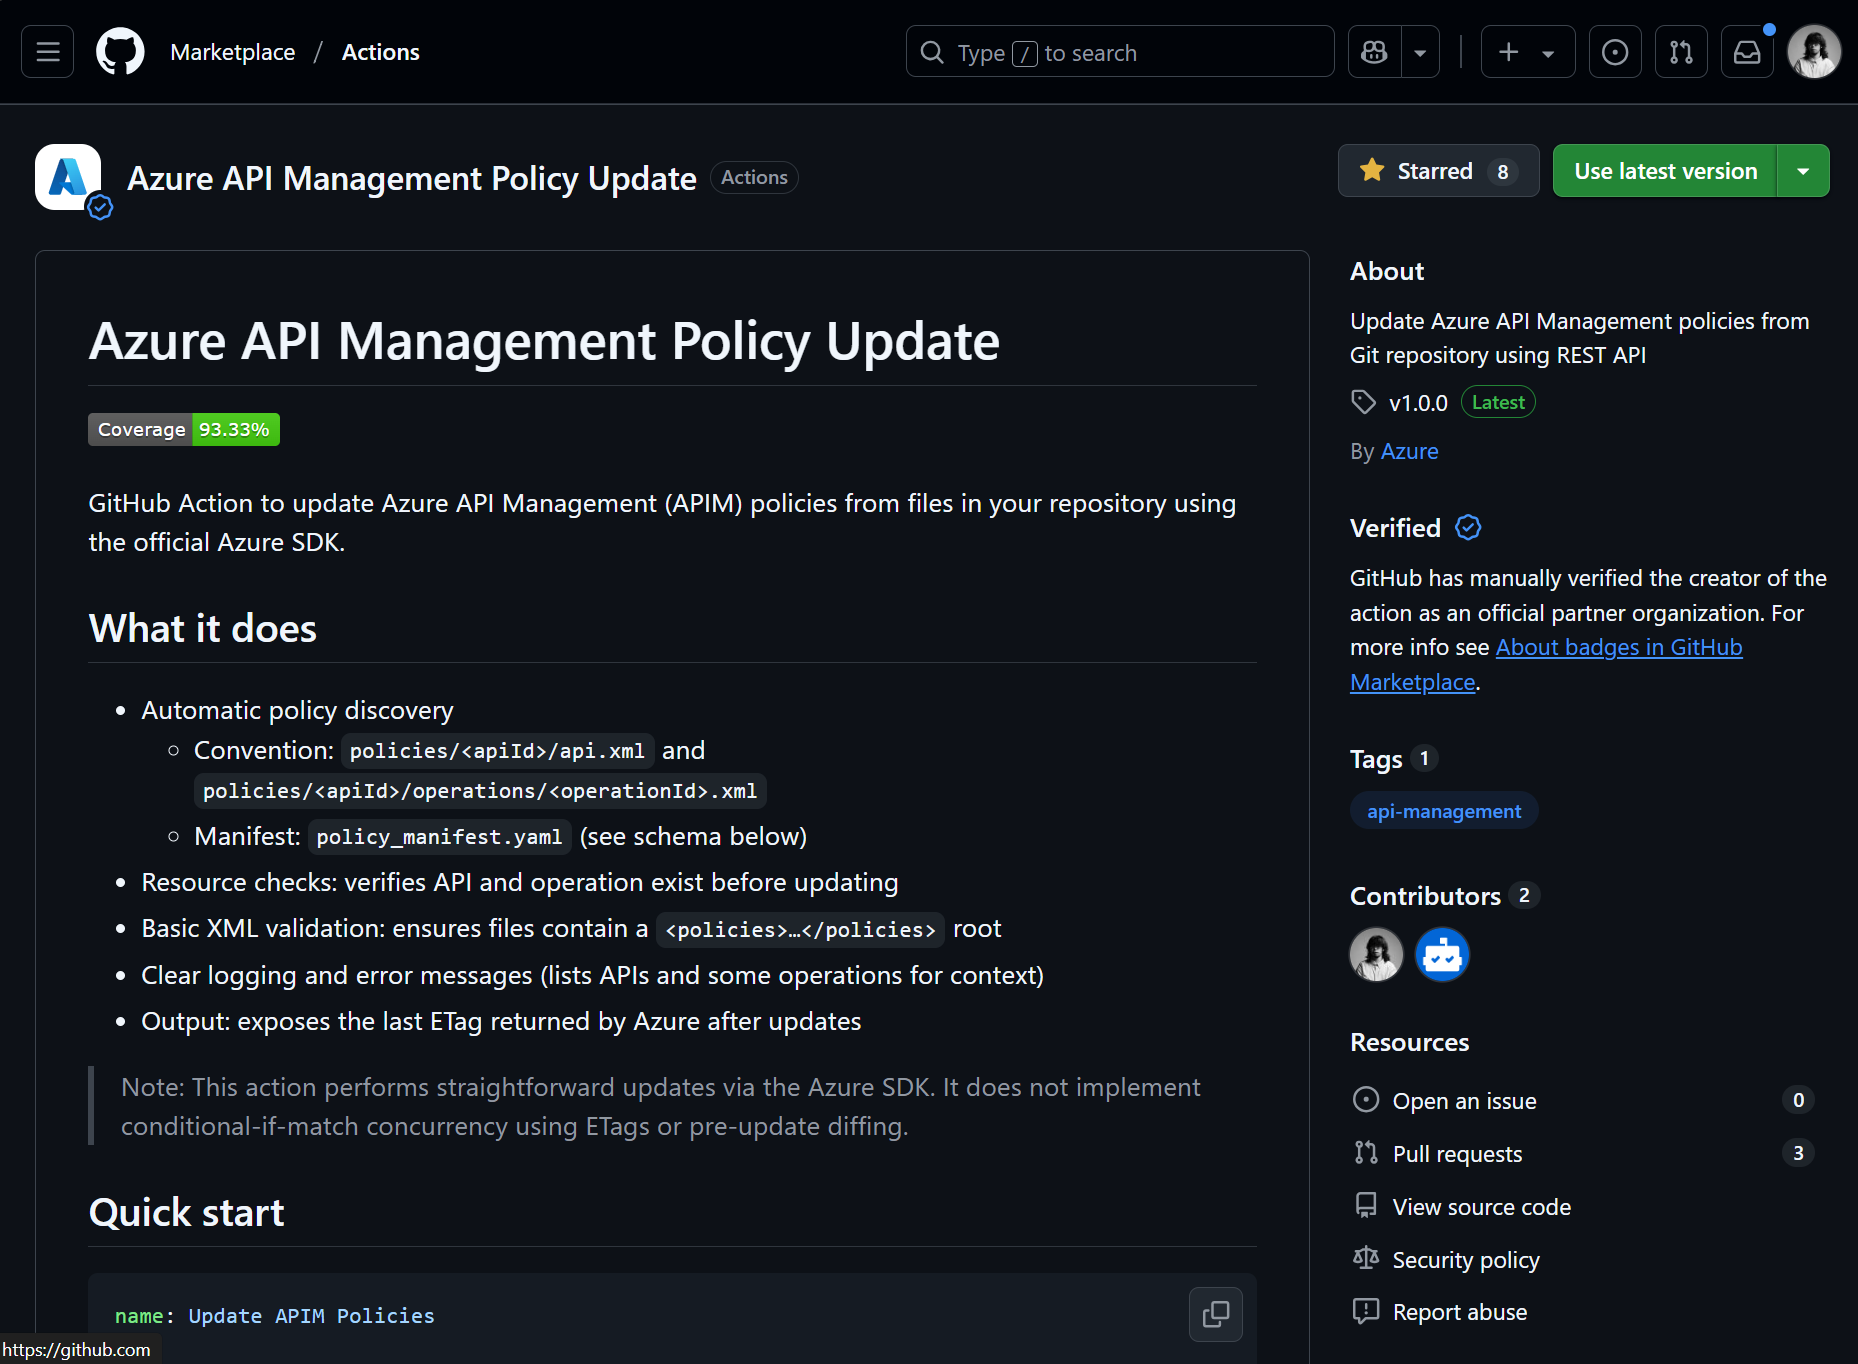 Marketplace / Actions
Type / to search
Azure API Management Policy Update Actions
Starred 8
Use latest version
Azure API Management Policy Update
Coverage 93.33%
GitHub Action to update Azure API Management (APIM) policies from files in your repository using
the official Azure SDK.
What it does
Automatic policy discovery
Convention: policies/<apiId>/api.xml and
policies/<apiId>/operations/<operationId>.xml
Manifest: policy_manifest.yaml (see schema below)
Resource checks: verifies API and operation exist before updating
Basic XML validation: ensures files contain a <policies>…</policies> root
Clear logging and error messages (lists APIs and some operations for context)
Output: exposes the last ETag returned by Azure after updates
Note: This action performs straightforward updates via the Azure SDK. It does not implement
conditional-if-match concurrency using ETags or pre-update diffing.
Quick start
name: Update APIM Policies
https://github.com
About
Update Azure API Management policies from
Git repository using REST API
v1.0.0 Latest
By Azure
Verified
GitHub has manually verified the creator of the
action as an official partner organization. For
more info see About badges in GitHub
Marketplace.
Tags 1
api-management
Contributors 2
Resources
Open an issue 0
Pull requests 3
View source code
Security policy
Report abuse